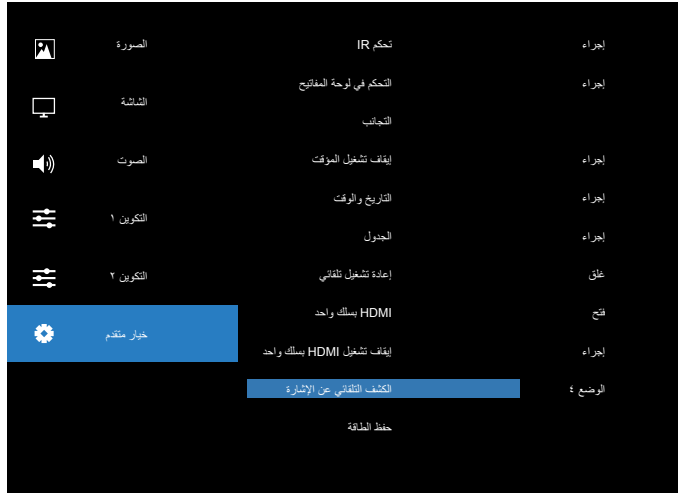 الصورة
الشاشة
الصوت
التكوين ١
التكوين ٢
خيار متقدم
تحكم IR
إجراء
التحكم في لوحة المفاتيح
إجراء
التجانب
إيقاف تشغيل المؤقت
إجراء
التاريخ والوقت
إجراء
الجدول
إجراء
إعادة تشغيل تلقائي
غلق
HDMI بسلك واحد
فتح
إيقاف تشغيل HDMI بسلك واحد
إجراء
الكشف التلقائي عن الإشارة
الوضع ٤
حفظ الطاقة